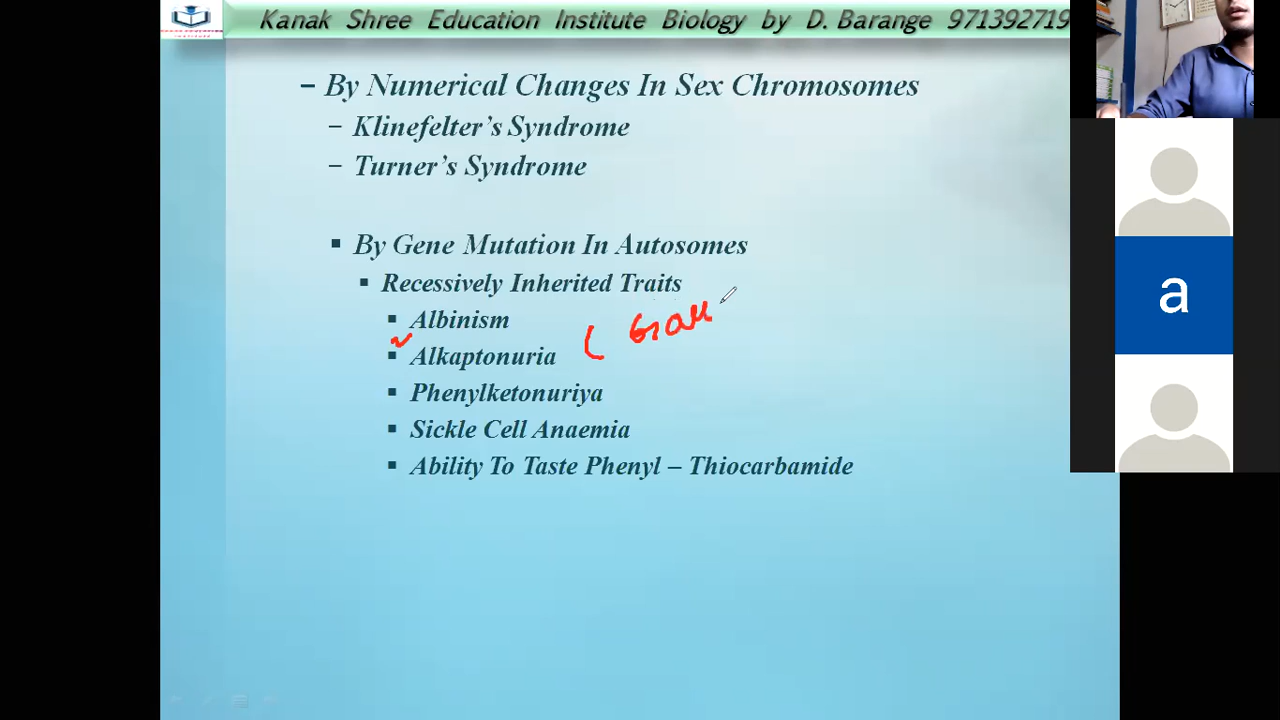 Kanak Shree Education Institute Biology by D. Barange 971392719
– By Numerical Changes In Sex Chromosomes
– Klinefelter's Syndrome
– Turner's Syndrome
▪ By Gene Mutation In Autosomes
▪ Recessively Inherited Traits
▪ Albinism
▪ Alkaptonuria (
▪ Phenylketonuriya
▪ Sickle Cell Anaemia
▪ Ability To Taste Phenyl – Thiocarbamide
a